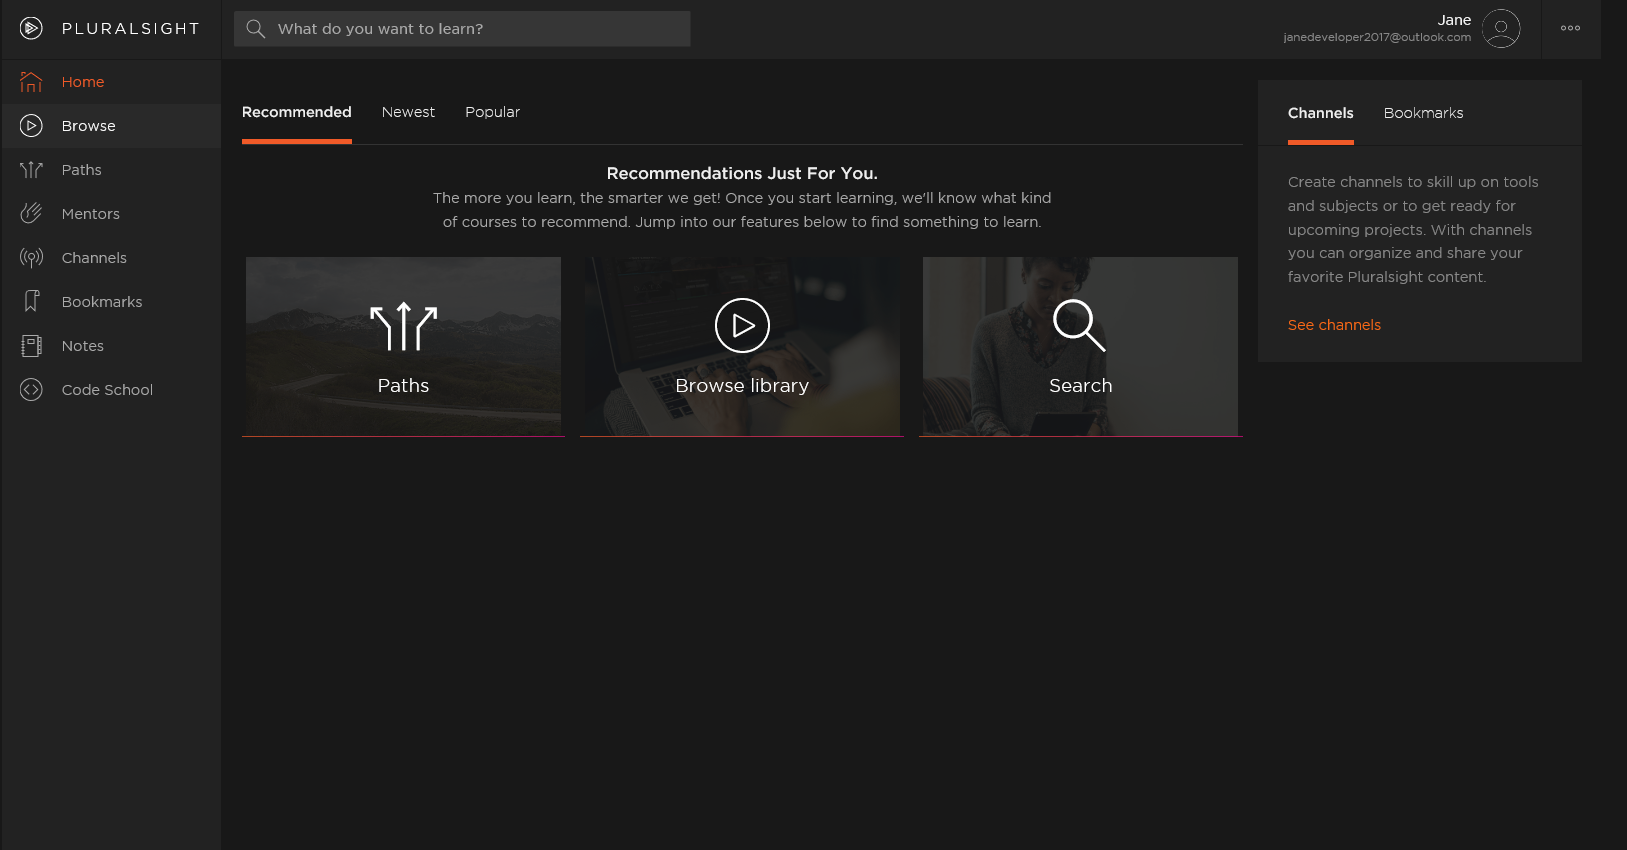 PLURALSIGHT
What do you want to learn?
Jane
janedeveloper2017@outlook.com
Home
Browse
Paths
Mentors
Channels
Bookmarks
Notes
Code School
Recommended
Newest
Popular
Recommendations Just For You.
The more you learn, the smarter we get! Once you start learning, we'll know what kind
of courses to recommend. Jump into our features below to find something to learn.
Paths
Browse library
Search
Channels
Bookmarks
Create channels to skill up on tools
and subjects or to get ready for
upcoming projects. With channels
you can organize and share your
favorite Pluralsight content.
See channels